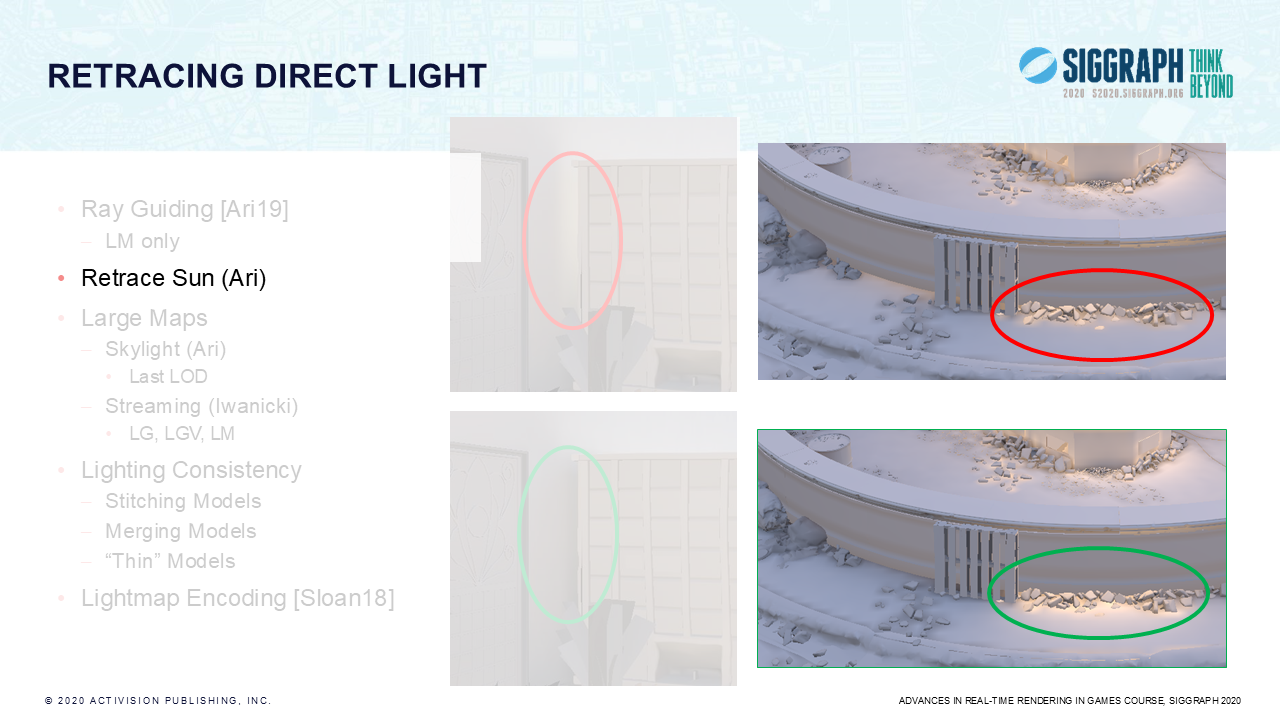 RETRACING DIRECT LIGHT
SIGGRAPH THINK BEYOND
2020 S2020.SIGGRAPH.ORG
• Ray Guiding [Ari19]
– LM only
• Retrace Sun (Ari)
• Large Maps
– Skylight (Ari)
• Last LOD
– Streaming (Iwanicki)
• LG, LGV, LM
• Lighting Consistency
– Stitching Models
– Merging Models
– “Thin” Models
• Lightmap Encoding [Sloan18]
© 2020 ACTIVISION PUBLISHING, INC.
ADVANCES IN REAL-TIME RENDERING IN GAMES COURSE, SIGGRAPH 2020